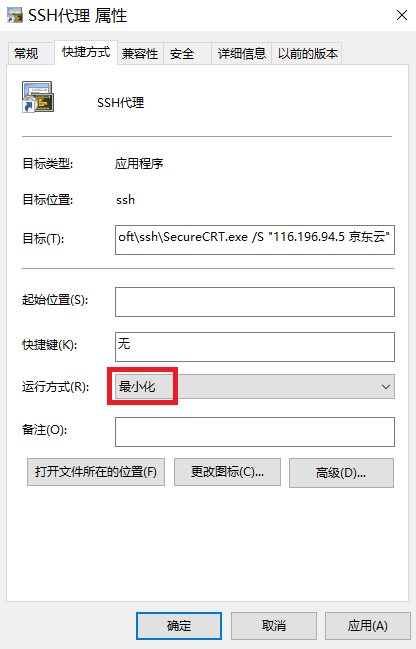 SSH代理 属性
常规 快捷方式 兼容性 安全 详细信息 以前的版本
SSH代理
目标类型: 应用程序
目标位置: ssh
目标(T): oft\ssh\SecureCRT.exe /S "116.196.94.5 京东云"
起始位置(S):
快捷键(K): 无
运行方式(R): 最小化
备注(O):
打开文件所在的位置(F) 更改图标(C)... 高级(D)...
确定 取消 应用(A)